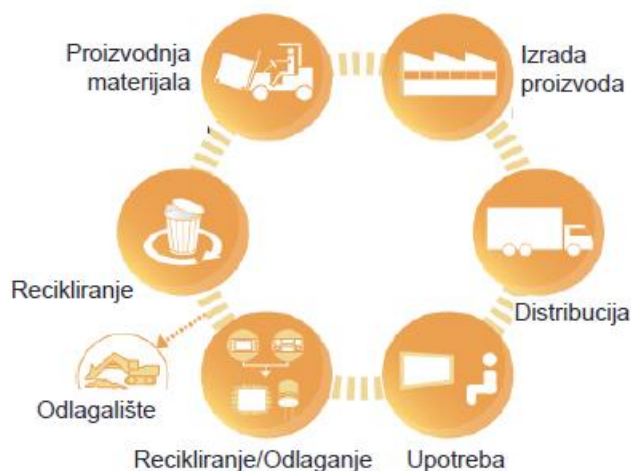 Proizvodnja
materijala
Izrada
proizvoda
Recikliranje
Distribucija
Odlagalište
Recikliranje/Odlaganje
Upotreba